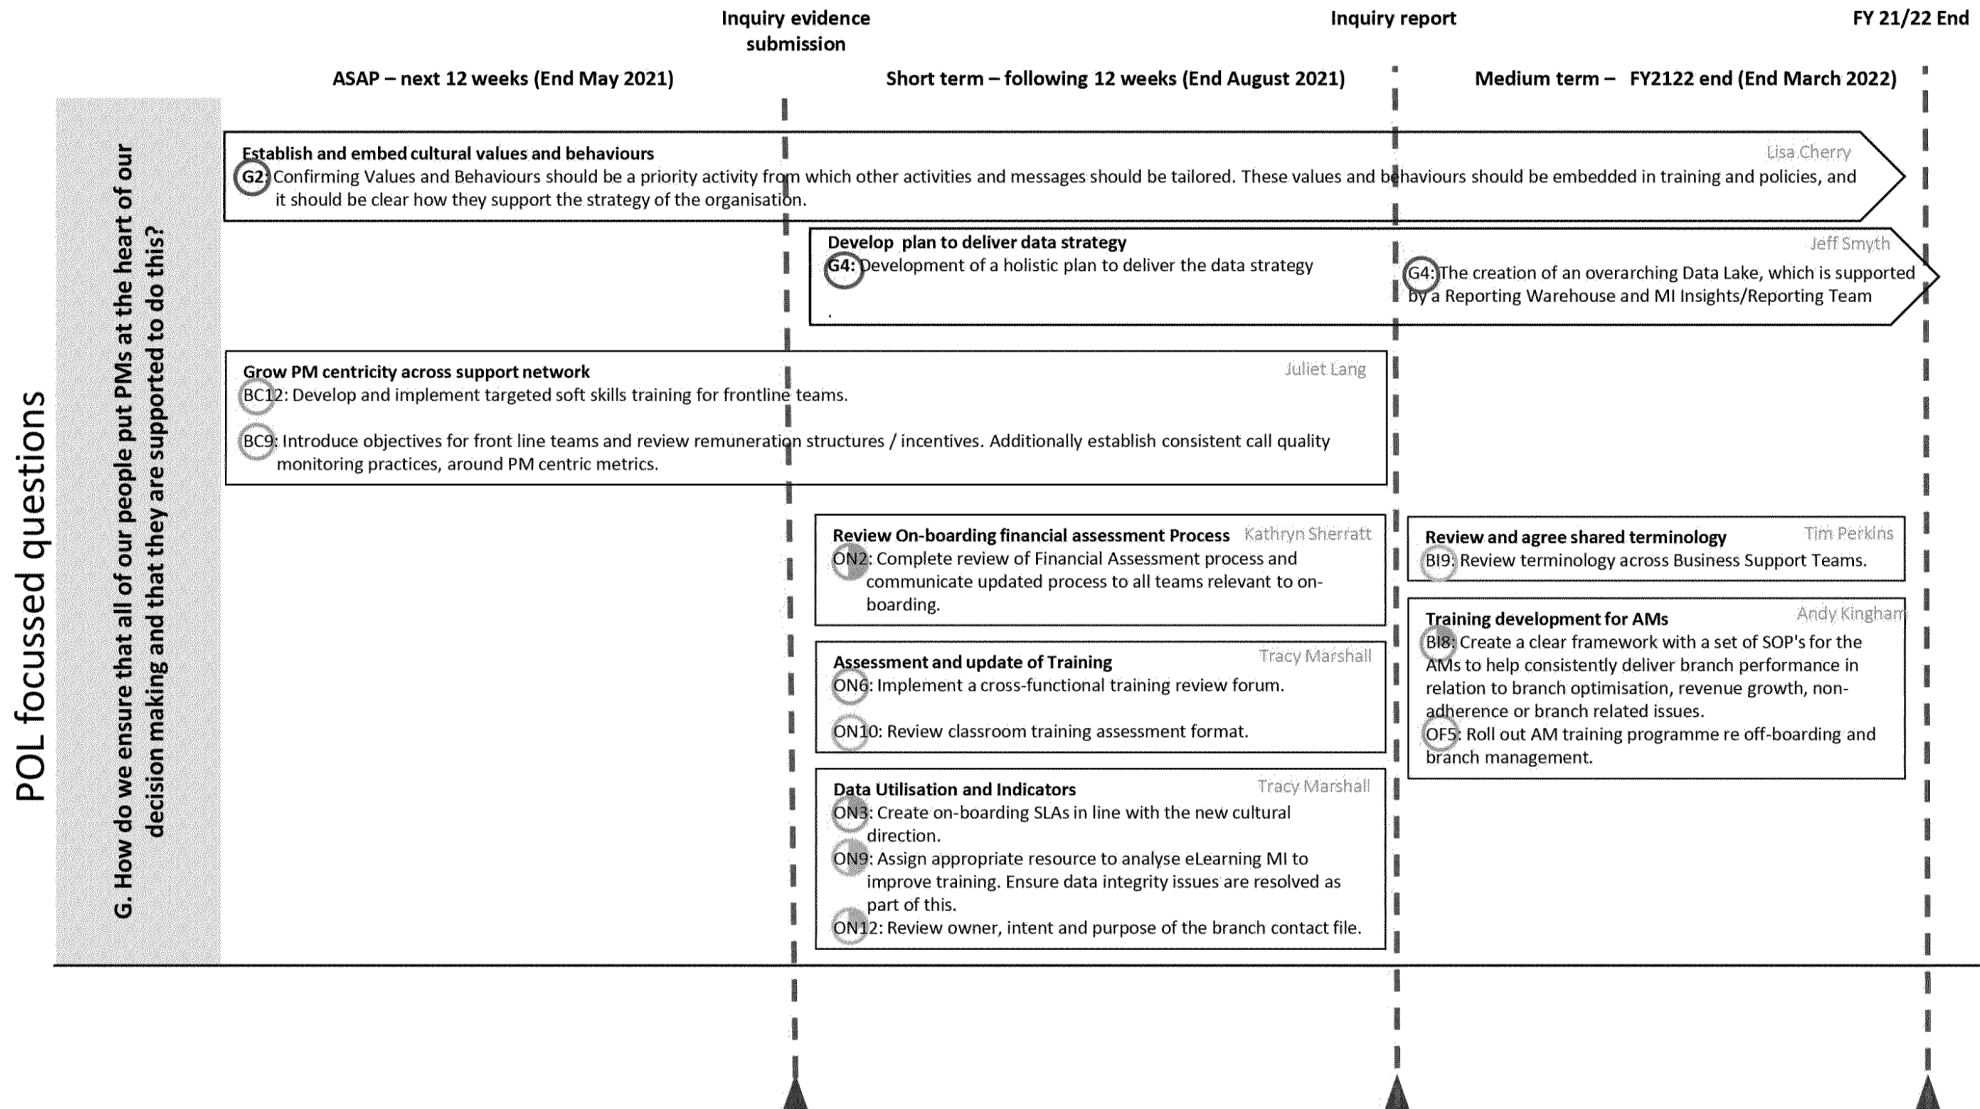 Inquiry evidence
submission
Inquiry report
FY 21/22 End
ASAP – next 12 weeks (End May 2021)
Short term – following 12 weeks (End August 2021)
Medium term –   FY2122 end (End March 2022)
POL focussed questions
G. How do we ensure that all of our people put PMs at the heart of our
decision making and that they are supported to do this?
Establish and embed cultural values and behaviours
Lisa Cherry
G2: Confirming Values and Behaviours should be a priority activity from which other activities and messages should be tailored. These values and behaviours should be embedded in training and policies, and
it should be clear how they support the strategy of the organisation.
Develop  plan to deliver data strategy
Jeff Smyth
G4: Development of a holistic plan to deliver the data strategy
.
G4: The creation of an overarching Data Lake, which is supported
by a Reporting Warehouse and MI Insights/Reporting Team
Grow PM centricity across support network
Juliet Lang
BC12: Develop and implement targeted soft skills training for frontline teams.
BC9: Introduce objectives for front line teams and review remuneration structures / incentives. Additionally establish consistent call quality
monitoring practices, around PM centric metrics.
Review On-boarding financial assessment Process
Kathryn Sherratt
ON2: Complete review of Financial Assessment process and
communicate updated process to all teams relevant to on-
boarding.
Assessment and update of Training
Tracy Marshall
ON6: Implement a cross-functional training review forum.
ON10: Review classroom training assessment format.
Data Utilisation and Indicators
Tracy Marshall
ON3: Create on-boarding SLAs in line with the new cultural
direction.
ON9: Assign appropriate resource to analyse eLearning MI to
improve training. Ensure data integrity issues are resolved as
part of this.
ON12: Review owner, intent and purpose of the branch contact file.
Review and agree shared terminology
Tim Perkins
BI9: Review terminology across Business Support Teams.
Training development for AMs
Andy Kingham
BI8: Create a clear framework with a set of SOP's for the
AMs to help consistently deliver branch performance in
relation to branch optimisation, revenue growth, non-
adherence or branch related issues.
OF5: Roll out AM training programme re off-boarding and
branch management.